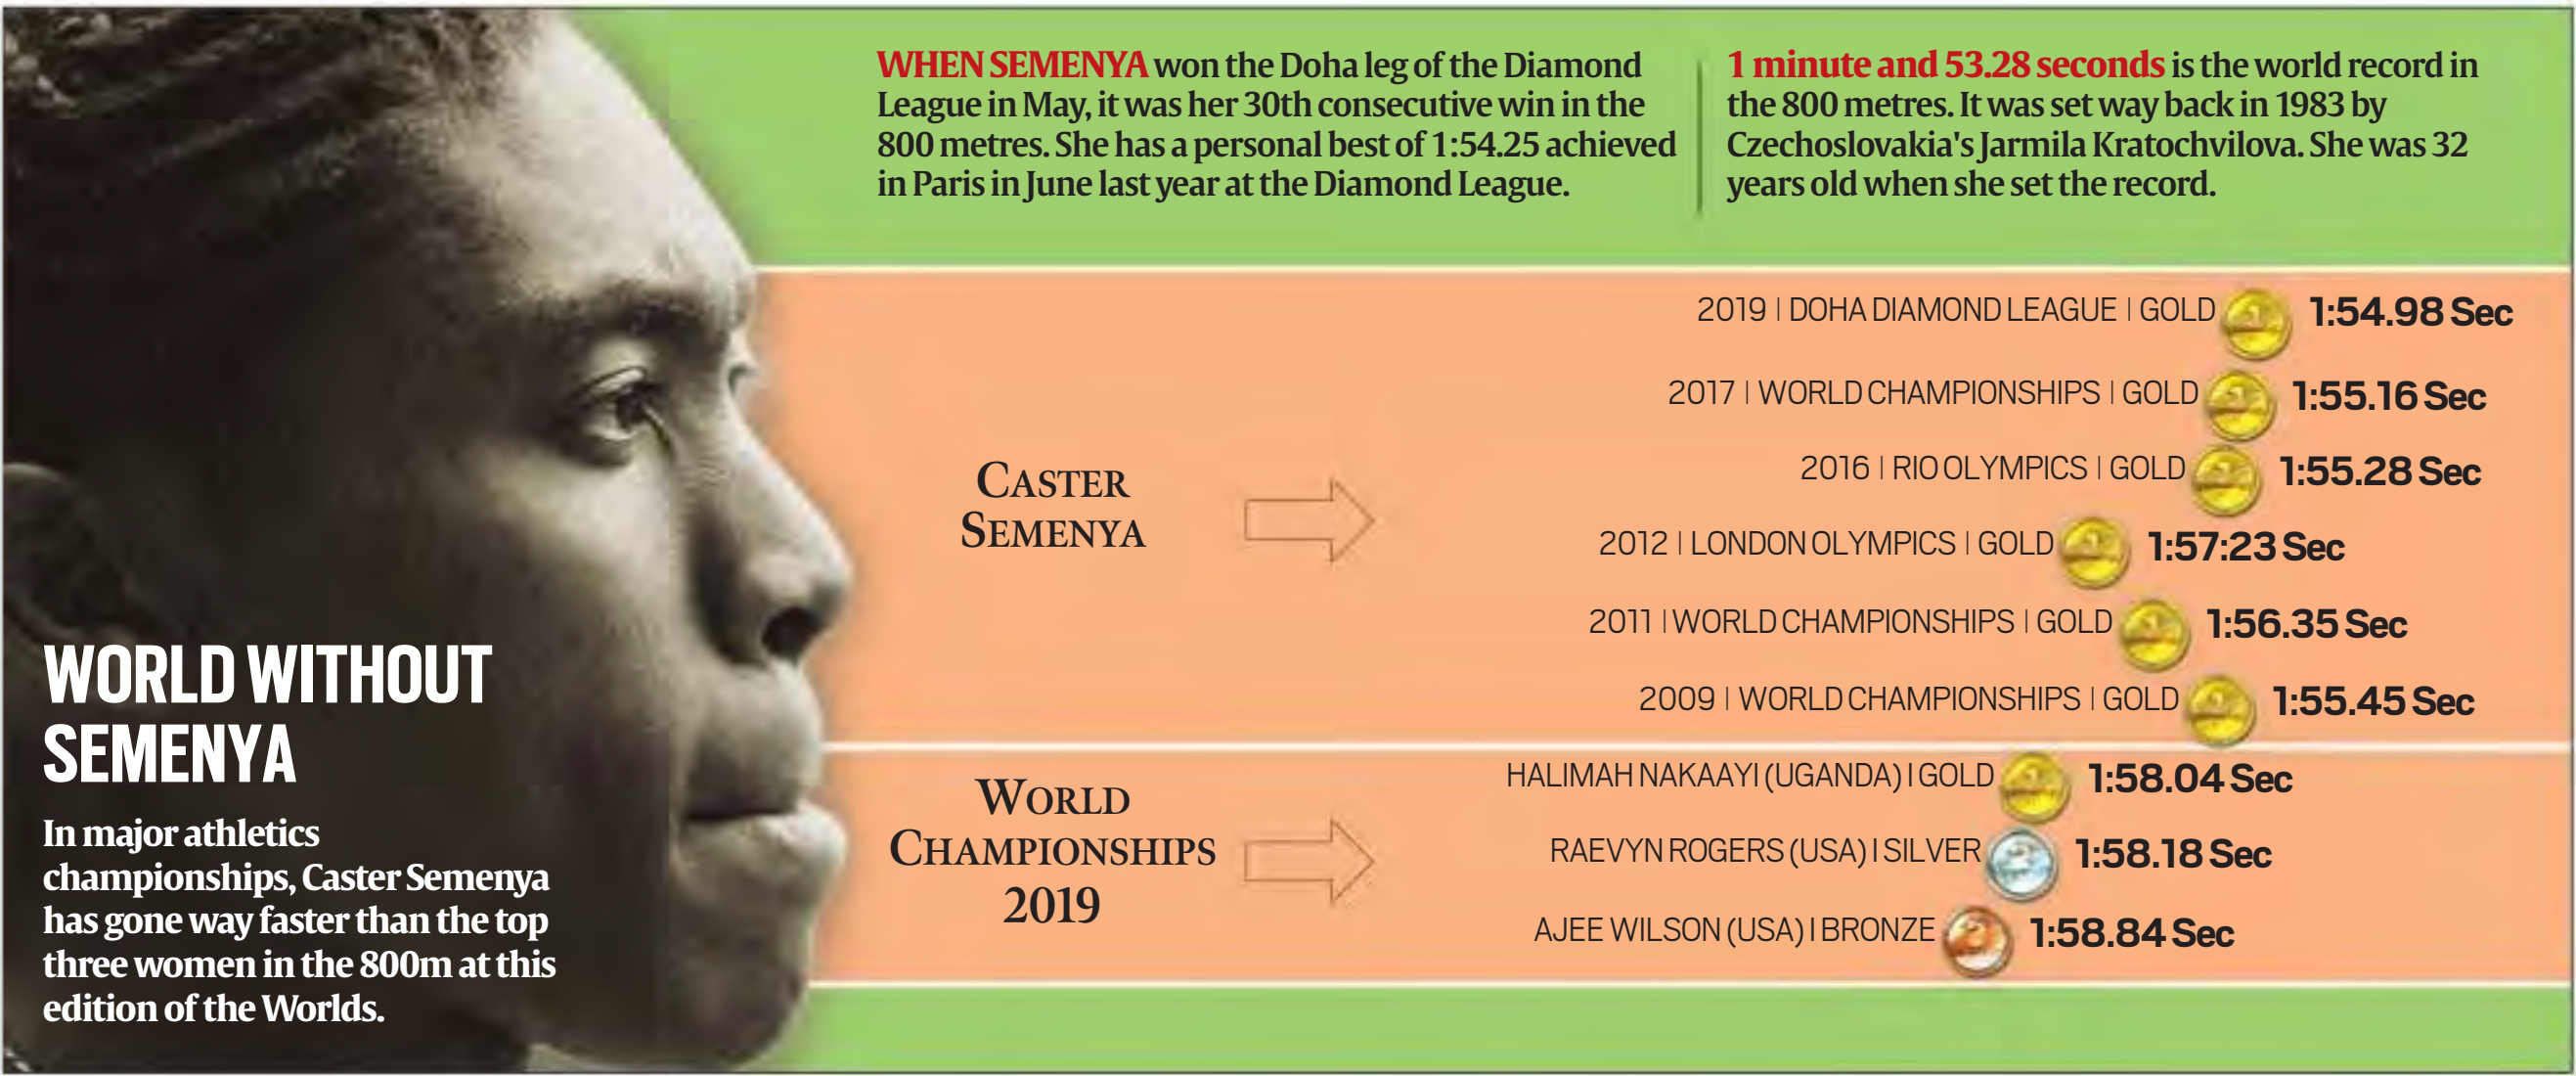 WHEN SEMENYA won the Doha leg of the Diamond
League in May, it was her 30th consecutive win in the
800 metres. She has a personal best of 1:54.25 achieved
in Paris in June last year at the Diamond League.
1 minute and 53.28 seconds is the world record in
the 800 metres. It was set way back in 1983 by
Czechoslovakia's Jarmila Kratochvilova. She was 32
years old when she set the record.
WORLD WITHOUT
SEMENYA
In major athletics
championships, Caster Semenya
has gone way faster than the top
three women in the 800m at this
edition of the Worlds.
CASTER
SEMENYA
2019 | DOHA DIAMOND LEAGUE | GOLD 1:54.98 Sec
2017 | WORLD CHAMPIONSHIPS | GOLD 1:55.16 Sec
2016 | RIO OLYMPICS | GOLD 1:55.28 Sec
2012 | LONDON OLYMPICS | GOLD 1:57:23 Sec
2011 | WORLD CHAMPIONSHIPS | GOLD 1:56.35 Sec
2009 | WORLD CHAMPIONSHIPS | GOLD 1:55.45 Sec
WORLD
CHAMPIONSHIPS
2019
HALIMAH NAKAAYI (UGANDA) | GOLD 1:58.04 Sec
RAEVYN ROGERS (USA) | SILVER 1:58.18 Sec
AJEE WILSON (USA) | BRONZE 1:58.84 Sec